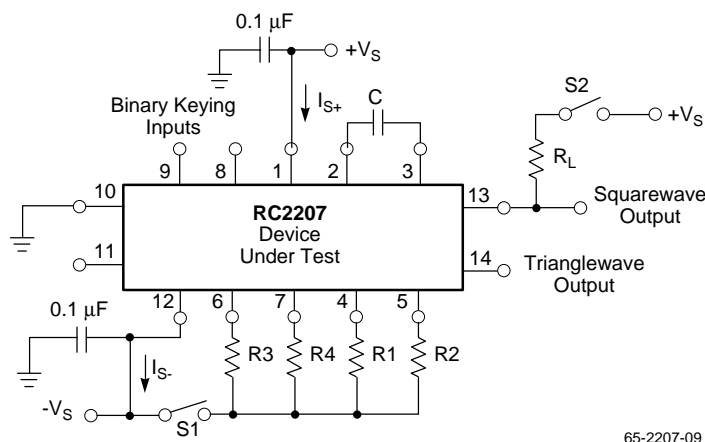 0.1 μF
+VS
IS+
C
S2
Binary Keying
Inputs
+VS
RL
9 8 1 2 3
10
13
Squarewave
Output
RC2207
Device
Under Test
11
14
Trianglewave
Output
12 6 7 4 5
0.1 μF
R3 R4 R1 R2
IS-
-VS
S1
65-2207-09